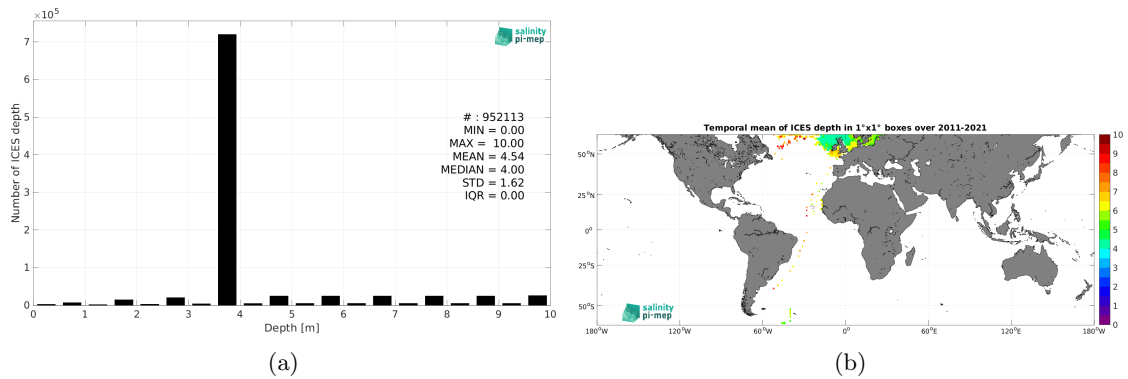 ×10⁵
7
6
5
4
3
2
1
0
Number of ICES depth
salinity
pi-mep
# : 952113
MIN = 0.00
MAX = 10.00
MEAN = 4.54
MEDIAN = 4.00
STD = 1.62
IQR = 0.00
0 1 2 3 4 5 6 7 8 9 10
Depth [m]
(a)
Temporal mean of ICES depth in 1°x1° boxes over 2011-2021
50°N
25°N
0°
25°S
50°S
salinity
pi-mep
180°W 120°W 60°W 0° 60°E 120°E 180°E
10
9
8
7
6
5
4
3
2
1
0
(b)